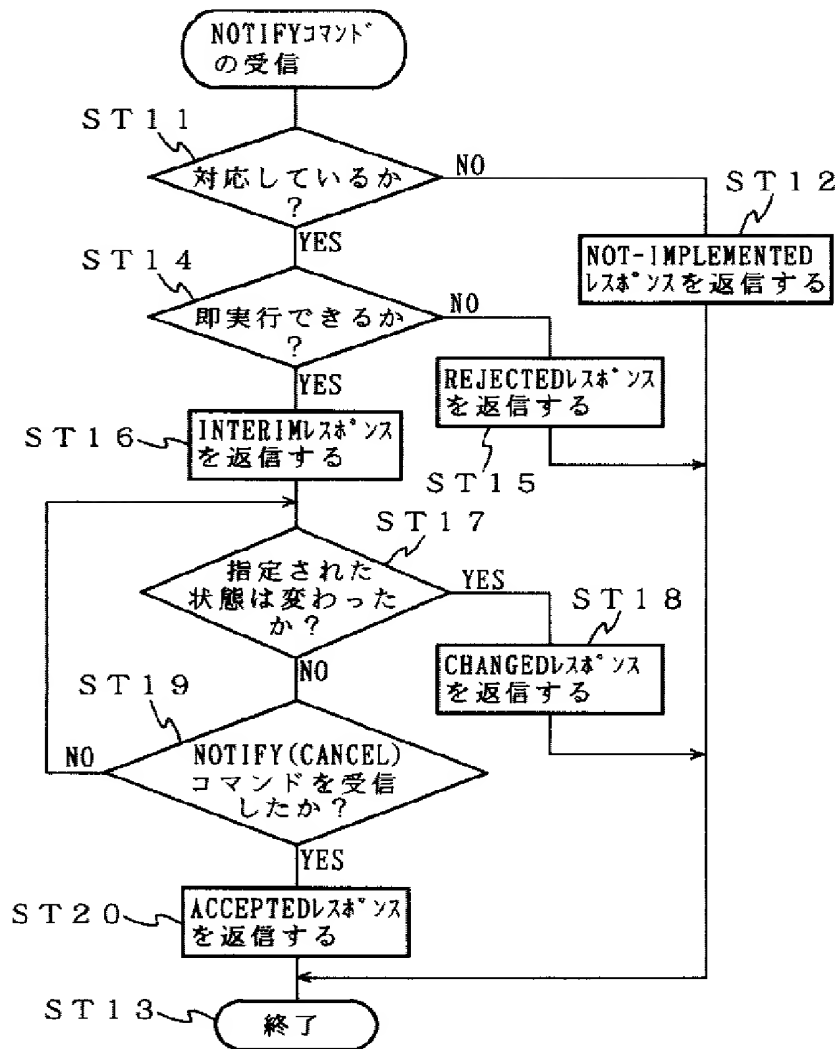 NOTIFYコマンド
の受信
ST11
対応しているか
?
NO
YES
ST12
NOT-IMPLEMENTED
レスポンスを返信する
ST14
即実行できるか
?
NO
YES
REJECTEDレスポンス
を返信する
ST15
ST16
INTERIMレスポンス
を返信する
ST17
指定された
状態は変わった
か?
YES
NO
ST18
CHANGEDレスポンス
を返信する
ST19
NOTIFY(CANCEL)
コマンドを受信
したか?
NO
YES
ST20
ACCEPTEDレスポンス
を返信する
ST13
終了